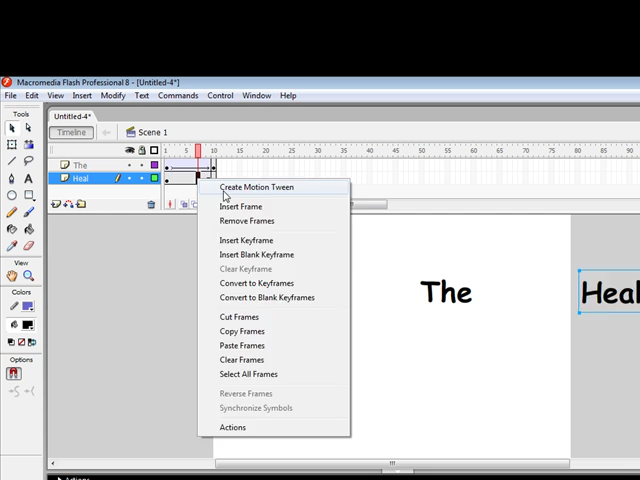 Macromedia Flash Professional 8 - [Untitled-4*]
File Edit View Insert Modify Text Commands Control Window Help
Tools
Untitled-4*
Timeline
Scene 1
1 5 10 15 20 25 30 35 40 45 50 55 60 65 70 75 80 85 90
The
Heal
Create Motion Tween
Insert Frame
Remove Frames
Insert Keyframe
Insert Blank Keyframe
Clear Keyframe
Convert to Keyframes
Convert to Blank Keyframes
Cut Frames
Copy Frames
Paste Frames
Clear Frames
Select All Frames
Reverse Frames
Synchronize Symbols
Actions
View
Colors
Options
The Heal
Actions